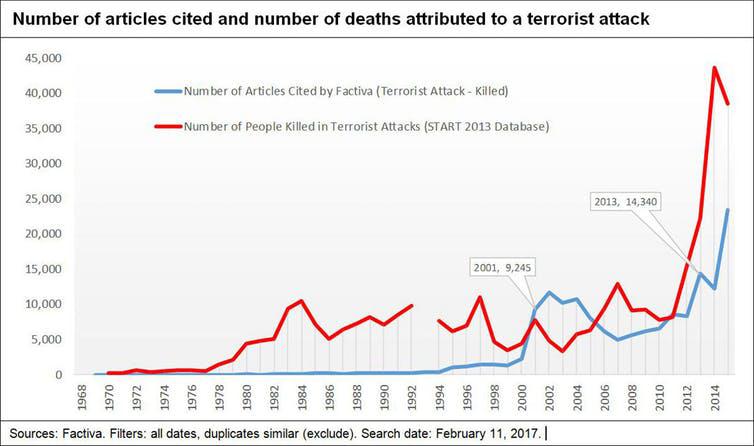 Number of articles cited and number of deaths attributed to a terrorist attack
45,000
40,000
35,000
30,000
25,000
20,000
15,000
10,000
5,000
0
Number of Articles Cited by Factiva (Terrorist Attack - Killed)
Number of People Killed in Terrorist Attacks (START 2013 Database)
2013, 14,340
2001, 9,245
1968 1970 1972 1974 1976 1978 1980 1982 1984 1986 1988 1990 1992 1994 1996 1998 2000 2002 2004 2006 2008 2010 2012 2014
Sources: Factiva. Filters: all dates, duplicates similar (exclude). Search date: February 11, 2017.